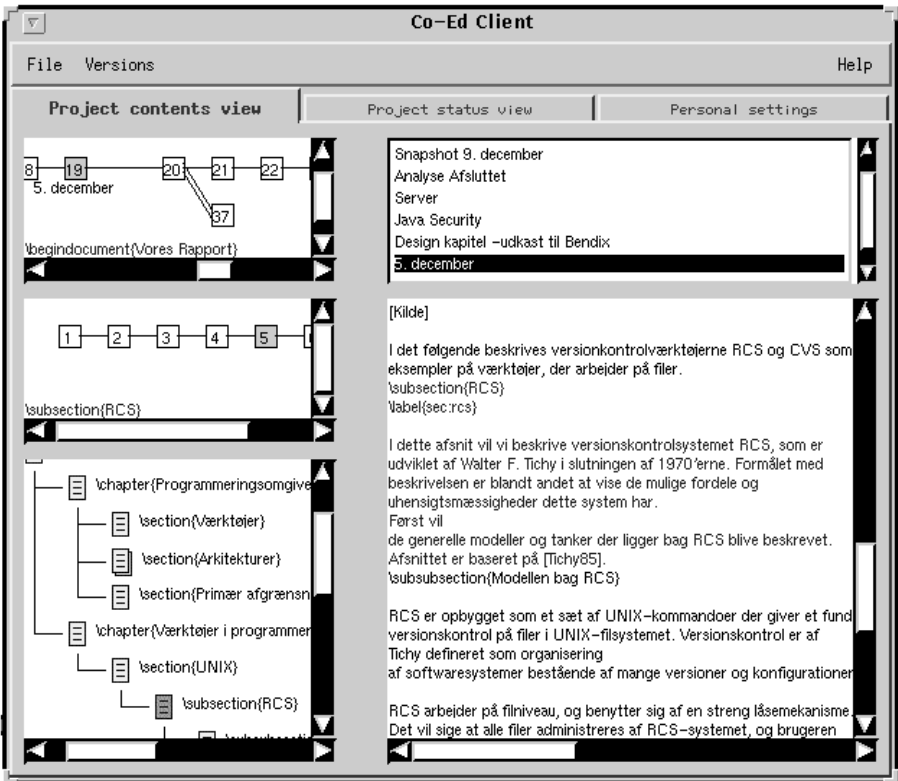 Co-Ed Client
File Versions Help
Project contents view Project status view Personal settings
8 19 20 21 22
5. december
37
\begindocument{Vores Rapport}
1 2 3 4 5
\subsection{RCS}
\chapter{Programmeringsomgive
\section{Værktøjer}
\section{Arkitekturer}
\section{Primær afgrænsn
\chapter{Værktøjer i programmer
\section{UNIX}
\subsection{RCS}
Snapshot 9. december
Analyse Afsluttet
Server
Java Security
Design kapitel -udkast til Bendix
5. december
[Kilde]
I det følgende beskrives versionkontrolværktøjerne RCS og CVS som
eksempler på værktøjer, der arbejder på filer.
\subsection{RCS}
\label{sec:rcs}
I dette afsnit vil vi beskrive versionskontrolsystemet RCS, som er
udviklet af Walter F. Tichy i slutningen af 1970'erne. Formålet med
beskrivelsen er blandt andet at vise de mulige fordele og
uhensigtsmæssigheder dette system har.
Først vil
de generelle modeller og tanker der ligger bag RCS blive beskrevet.
Afsnittet er baseret på [Tichy85].
\subsubsection{Modellen bag RCS}
RCS er opbygget som et sæt af UNIX-kommandoer der giver et fund
versionskontrol på filer i UNIX-filsystemet. Versionskontrol er af
Tichy defineret som organisering
af softwaresystemer bestående af mange versioner og konfigurationer
RCS arbejder på filniveau, og benytter sig af en streng låsemekanisme.
Det vil sige at alle filer administreres af RCS-systemet, og brugeren